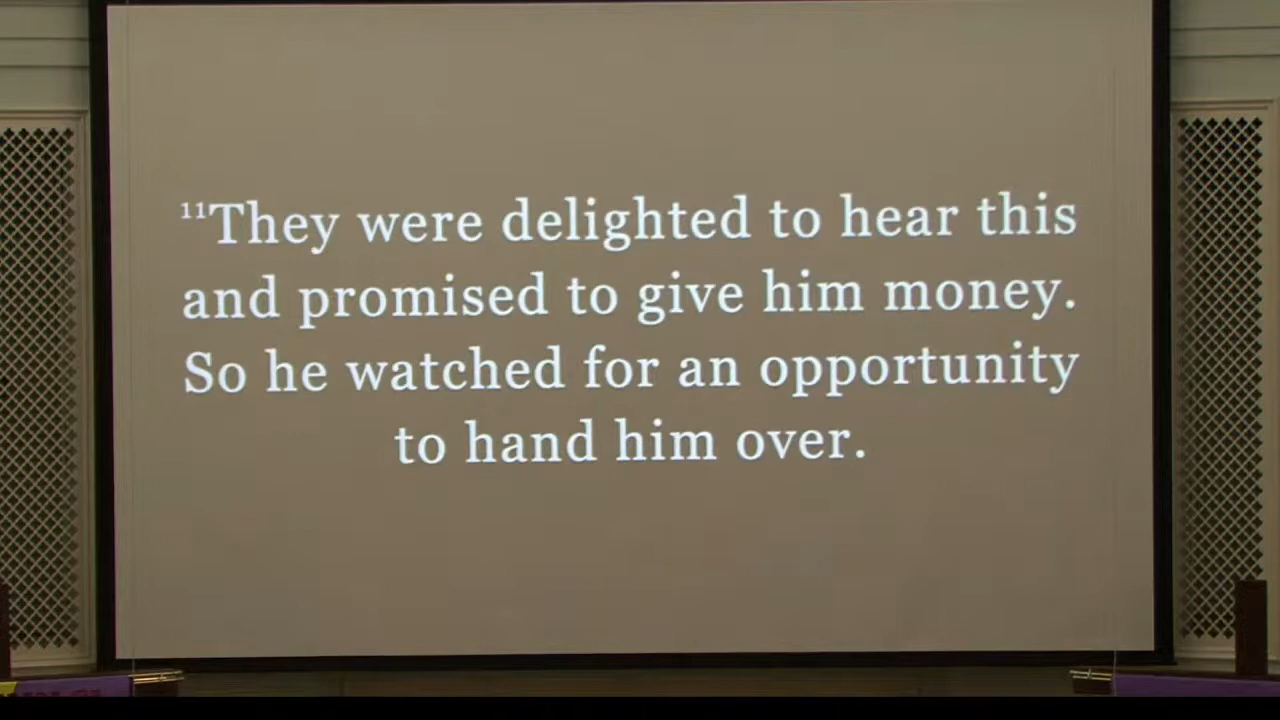 ¹¹They were delighted to hear this
and promised to give him money.
So he watched for an opportunity
to hand him over.